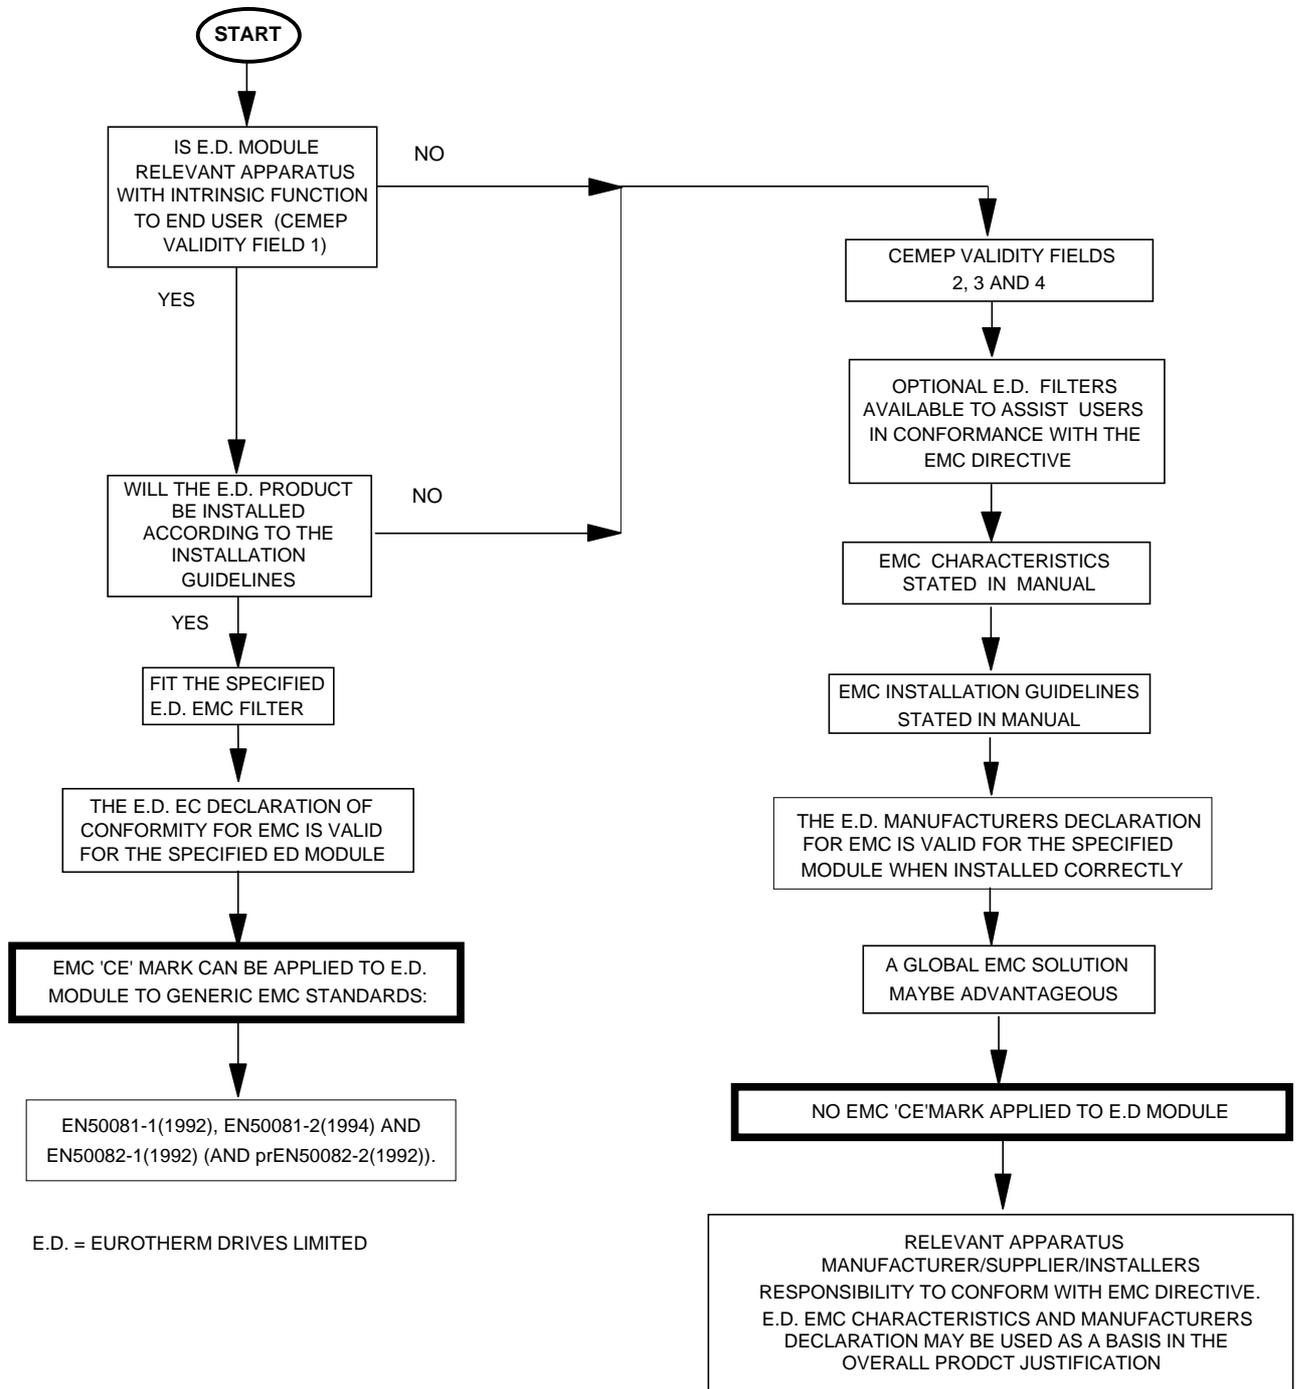 START
IS E.D. MODULE
RELEVANT APPARATUS
WITH INTRINSIC FUNCTION
TO END USER (CEMEP
VALIDITY FIELD 1)
NO
YES
WILL THE E.D. PRODUCT
BE INSTALLED
ACCORDING TO THE
INSTALLATION
GUIDELINES
NO
YES
FIT THE SPECIFIED
E.D. EMC FILTER
THE E.D. EC DECLARATION OF
CONFORMITY FOR EMC IS VALID
FOR THE SPECIFIED ED MODULE
EMC 'CE' MARK CAN BE APPLIED TO E.D.
MODULE TO GENERIC EMC STANDARDS:
EN50081-1(1992), EN50081-2(1994) AND
EN50082-1(1992) (AND prEN50082-2(1992)).
E.D. = EUROTHERM DRIVES LIMITED
CEMEP VALIDITY FIELDS
2, 3 AND 4
OPTIONAL E.D. FILTERS
AVAILABLE TO ASSIST USERS
IN CONFORMANCE WITH THE
EMC DIRECTIVE
EMC CHARACTERISTICS
STATED IN MANUAL
EMC INSTALLATION GUIDELINES
STATED IN MANUAL
THE E.D. MANUFACTURERS DECLARATION
FOR EMC IS VALID FOR THE SPECIFIED
MODULE WHEN INSTALLED CORRECTLY
A GLOBAL EMC SOLUTION
MAYBE ADVANTAGEOUS
NO EMC 'CE'MARK APPLIED TO E.D MODULE
RELEVANT APPARATUS
MANUFACTURER/SUPPLIER/INSTALLERS
RESPONSIBILITY TO CONFORM WITH EMC DIRECTIVE.
E.D. EMC CHARACTERISTICS AND MANUFACTURERS
DECLARATION MAY BE USED AS A BASIS IN THE
OVERALL PRODCT JUSTIFICATION